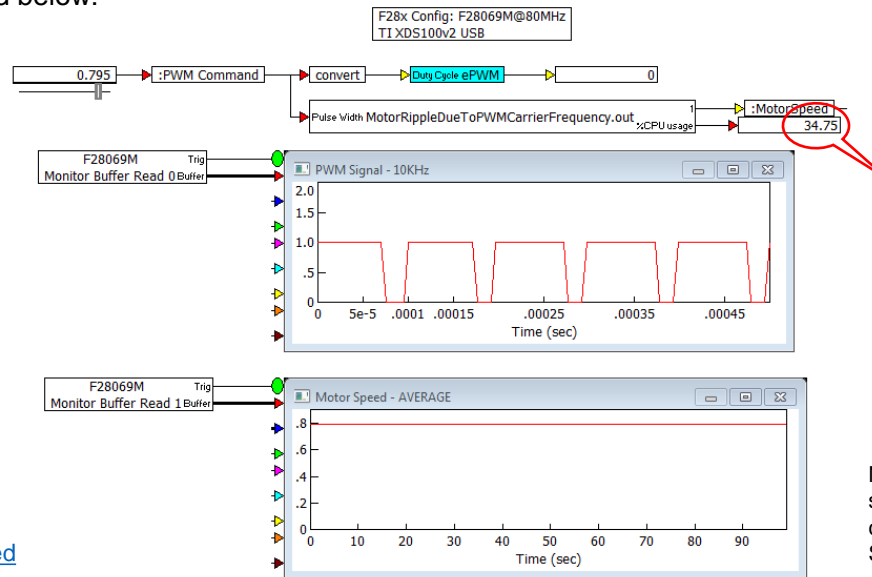 d below.
F28x Config: F28069M@80MHz
TI XDS100v2 USB
0.795
:PWM Command
convert
Duty Cycle ePWM
0
Pulse Width MotorRippleDueToPWMCarrierFrequency.out
1
%CPU usage
:MotorSpeed
34.75
F28069M Trig
Monitor Buffer Read 0 Buffer
PWM Signal - 10KHz
2.0
1.5
1.0
.5
0
0 5e-5 .0001 .00015 .00025 .00035 .00045
Time (sec)
F28069M Trig
Monitor Buffer Read 1 Buffer
Motor Speed - AVERAGE
.8
.6
.4
.2
0
0 10 20 30 40 50 60 70 80 90
Time (sec)
ed